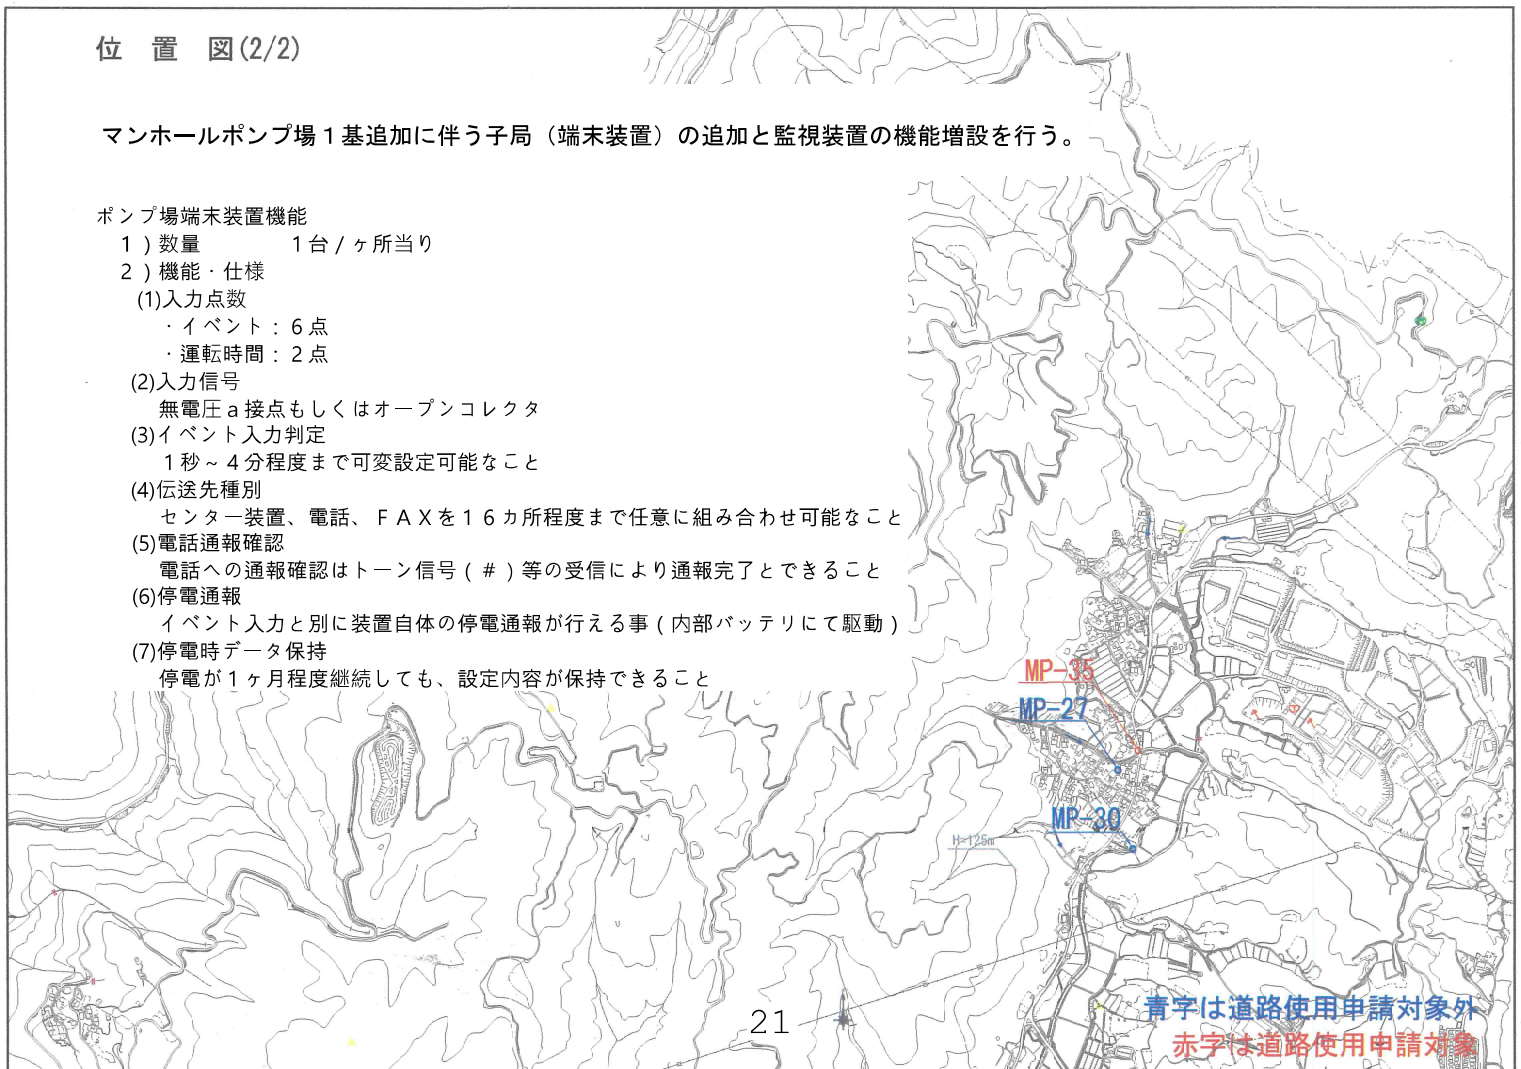 位 置 図(2/2)
マンホールポンプ場１基追加に伴う子局（端末装置）の追加と監視装置の機能増設を行う。
ポンプ場端末装置機能
１）数量　　　　１台/ヶ所当り
２）機能・仕様
(1)入力点数
・イベント：６点
・運転時間：２点
(2)入力信号
無電圧ａ接点もしくはオープンコレクタ
(3)イベント入力判定
１秒～４分程度まで可変設定可能なこと
(4)伝送先種別
センター装置、電話、ＦＡＸを１６カ所程度まで任意に組み合わせ可能なこと
(5)電話通報確認
電話への通報確認はトーン信号(＃)等の受信により通報完了とできること
(6)停電通報
イベント入力と別に装置自体の停電通報が行える事(内部バッテリにて駆動)
(7)停電時データ保持
停電が１ヶ月程度継続しても、設定内容が保持できること
MP-35
MP-27
MP-30
H=125m
21
青字は道路使用申請対象外
赤字は道路使用申請対象